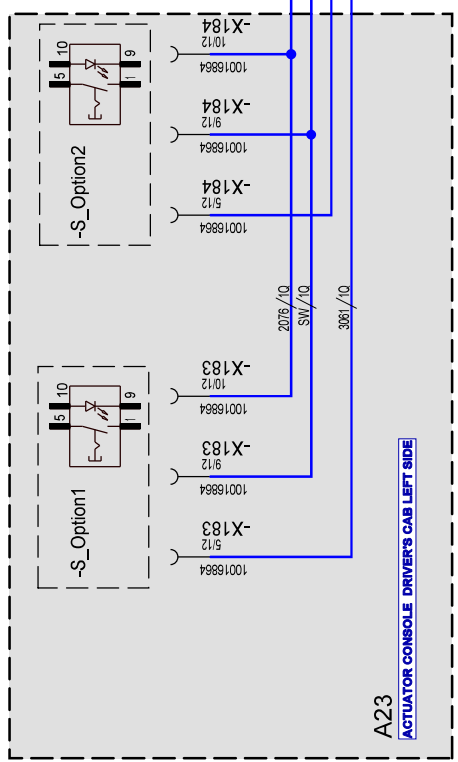 -X184
10/12
10016864
10
9
5
1
-X184
9/12
10016864
-S_Option2
-X184
5/12
10016864
2076 /1Q
SW /1Q
3061 /1Q
-X183
10/12
10016864
10
9
5
1
-X183
9/12
10016864
-S_Option1
-X183
5/12
10016864
A23
ACTUATOR CONSOLE DRIVER'S CAB LEFT SIDE